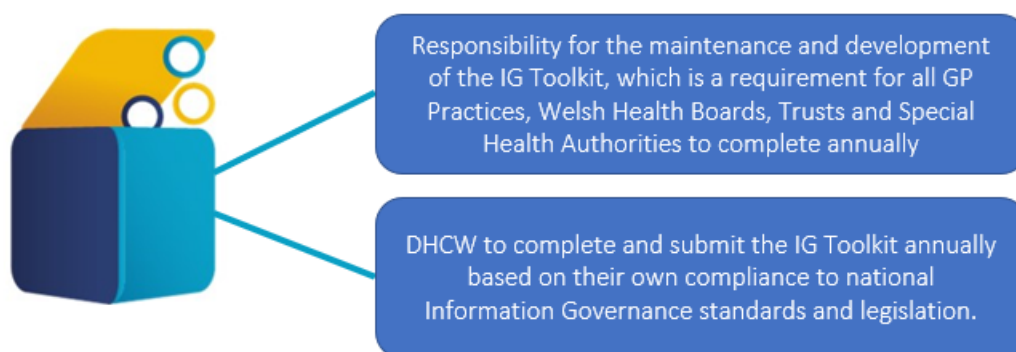 Responsibility for the maintenance and development
of the IG Toolkit, which is a requirement for all GP
Practices, Welsh Health Boards, Trusts and Special
Health Authorities to complete annually
DHCW to complete and submit the IG Toolkit annually
based on their own compliance to national
Information Governance standards and legislation.